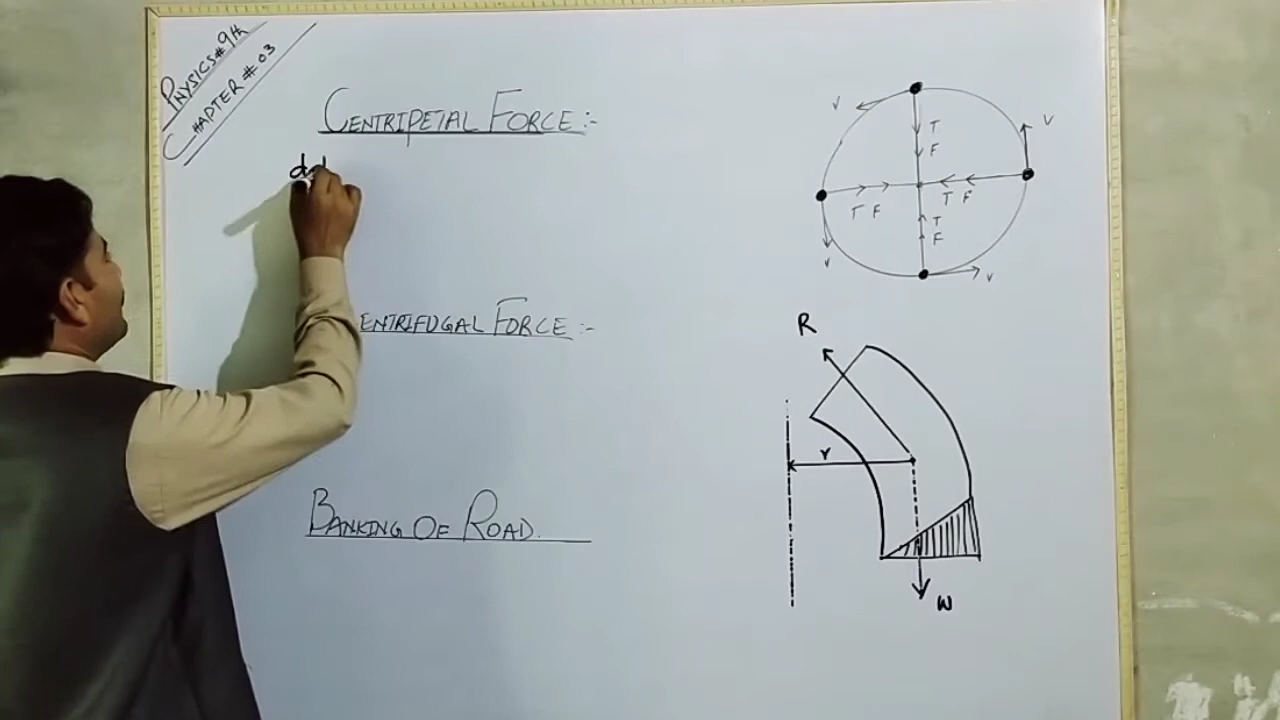 PHYSICS # 9th
CHAPTER # 03
CENTRIPETAL FORCE :-
ENTRIFUGAL FORCE :-
BANKING OF ROAD.
V
V
T
F
T F
T F
T
F
V
V
R
r
W